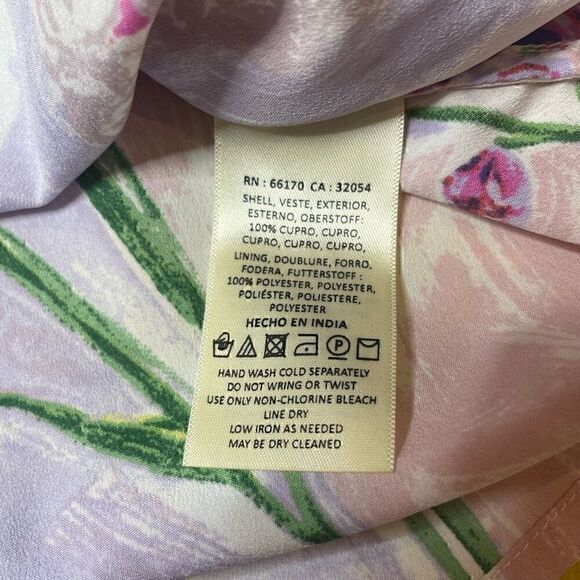 RN : 66170 CA : 32054
SHELL, VESTE, EXTERIOR,
ESTERNO, OBERSTOFF:
100% CUPRO, CUPRO,
CUPRO, CUPRO, CUPRO,
LINING, DOUBLURE, FORRO,
FODERA, FUTTERSTOFF :
100% POLYESTER, POLYESTER,
POLIÉSTER, POLIESTERE,
POLYESTER
HECHO EN INDIA
P
HAND WASH COLD SEPARATELY
DO NOT WRING OR TWIST
USE ONLY NON-CHLORINE BLEACH
LINE DRY
LOW IRON AS NEEDED
MAY BE DRY CLEANED